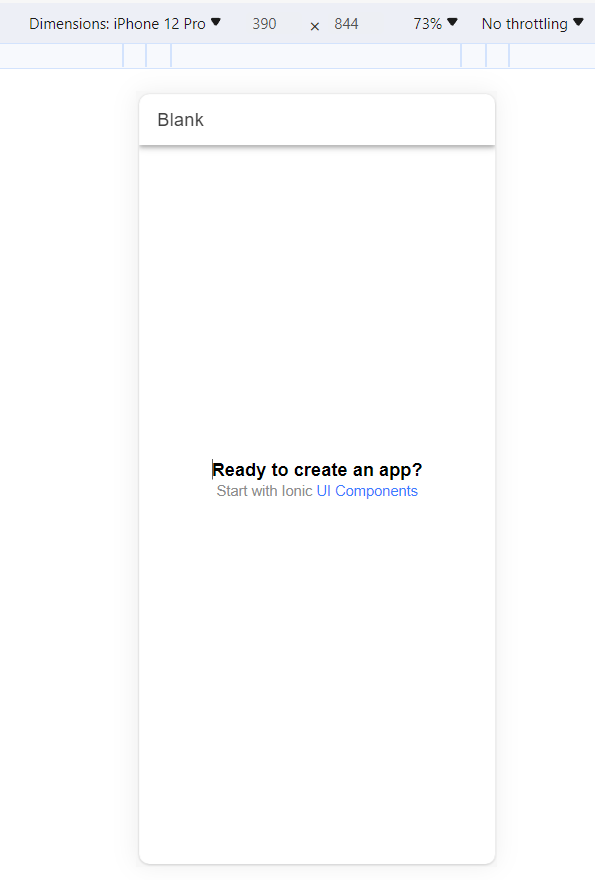 Dimensions: iPhone 12 Pro 390 × 844 73% No throttling
Blank
Ready to create an app?
Start with Ionic UI Components